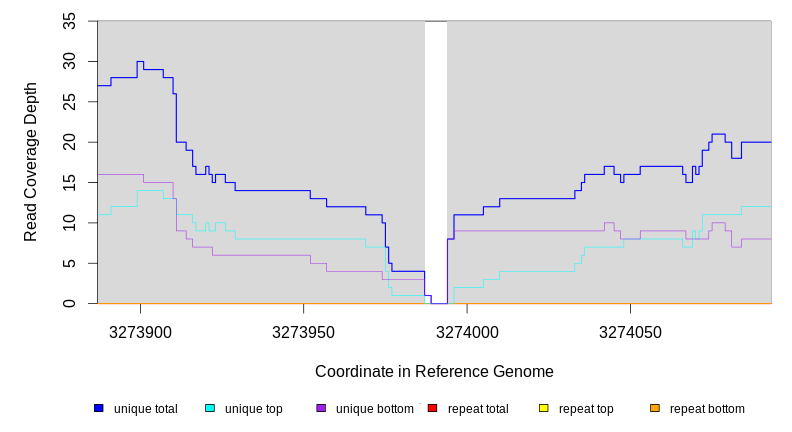 35
30
25
20
15
10
5
0
Read Coverage Depth
3273900 3273950 3274000 3274050
Coordinate in Reference Genome
unique total unique top unique bottom repeat total repeat top repeat bottom